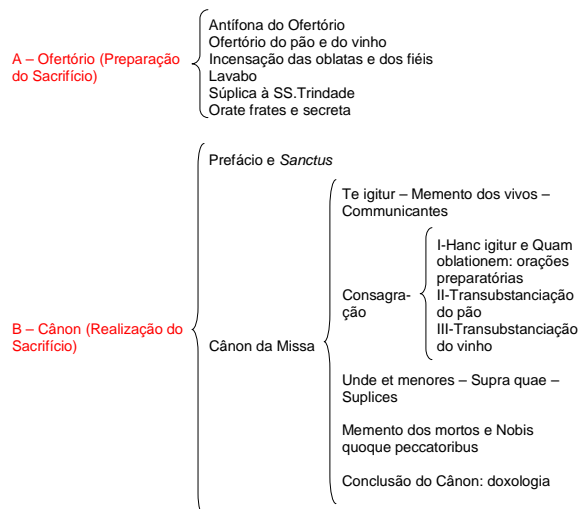 A – Ofertório (Preparação
do Sacrifício)
Antífona do Ofertório
Ofertório do pão e do vinho
Incensação das oblatas e dos fiéis
Lavabo
Súplica à SS.Trindade
Orate frates e secreta
B – Cânon (Realização do
Sacrifício)
Prefácio e Sanctus
Cânon da Missa
Te igitur – Memento dos vivos –
Communicantes
Consagra-
ção
I-Hanc igitur e Quam
oblationem: orações
preparatórias
II-Transubstanciação
do pão
III-Transubstanciação
do vinho
Unde et menores – Supra quae –
Suplices
Memento dos mortos e Nobis
quoque peccatoribus
Conclusão do Cânon: doxologia